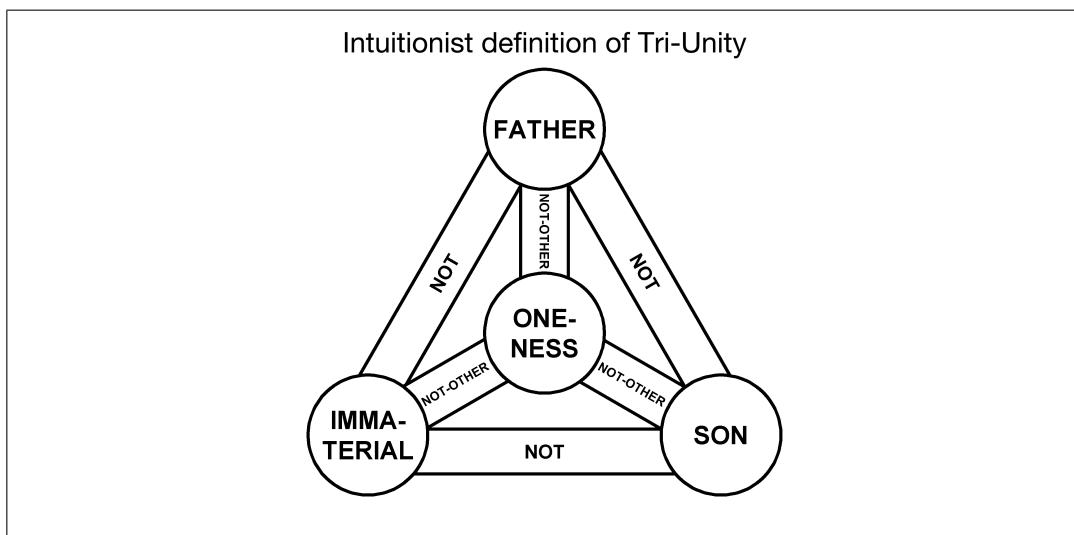 Intuitionist definition of Tri-Unity
FATHER
NOT-OTHER
NOT
NOT
ONE-
NESS
NOT-OTHER
NOT-OTHER
IMMA-
TERIAL
NOT
SON